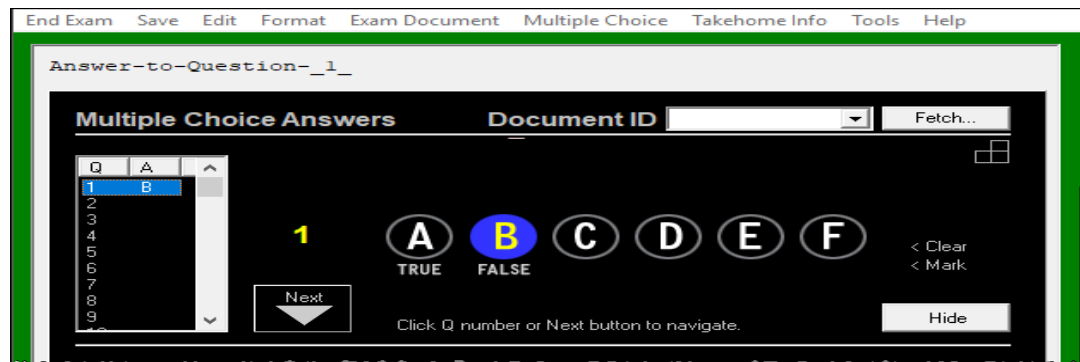 End Exam Save Edit Format Exam Document Multiple Choice Takehome Info Tools Help
Answer-to-Question-_1_
Multiple Choice Answers Document ID Fetch...
Q A
1 B
2
3
4
5
6
7
8
9
1
A B C D E F
TRUE FALSE
< Clear
< Mark
Next
Click Q number or Next button to navigate.
Hide